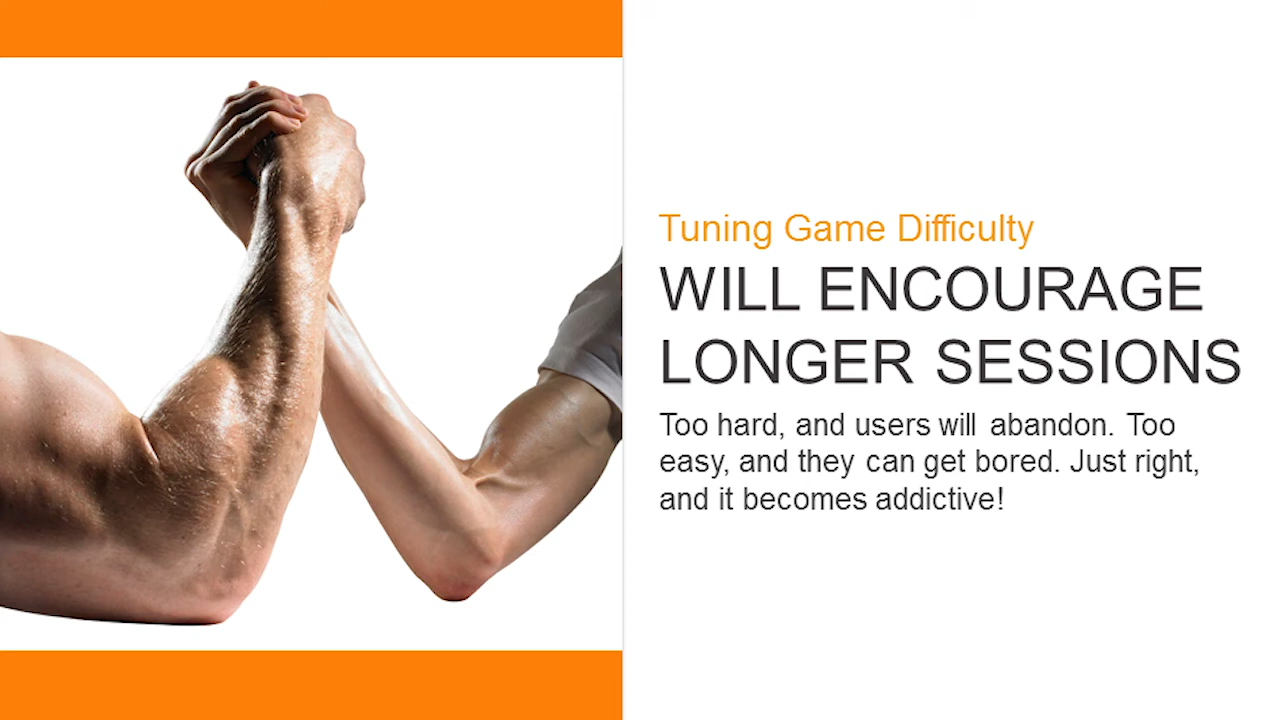 Tuning Game Difficulty
WILL ENCOURAGE
LONGER SESSIONS
Too hard, and users will abandon. Too
easy, and they can get bored. Just right,
and it becomes addictive!